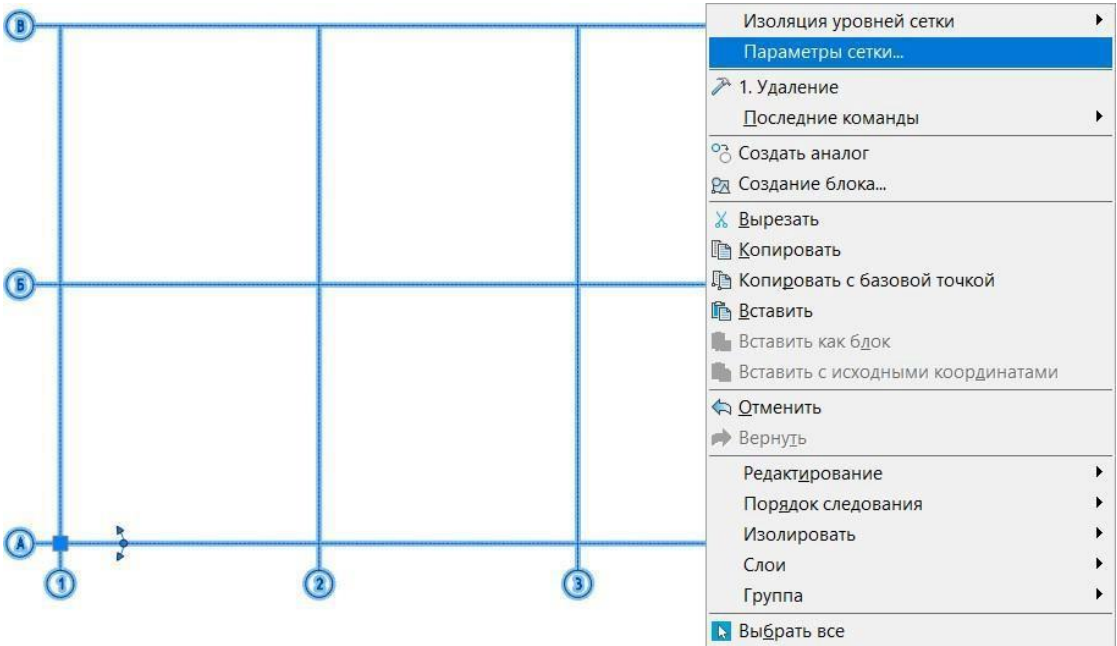 В
Б
А
1
2
3
Изоляция уровней сетки
Параметры сетки...
1. Удаление
Последние команды
Создать аналог
Создание блока...
Вырезать
Копировать
Копировать с базовой точкой
Вставить
Вставить как блок
Вставить с исходными координатами
Отменить
Вернуть
Редактирование
Порядок следования
Изолировать
Слои
Группа
Выбрать все